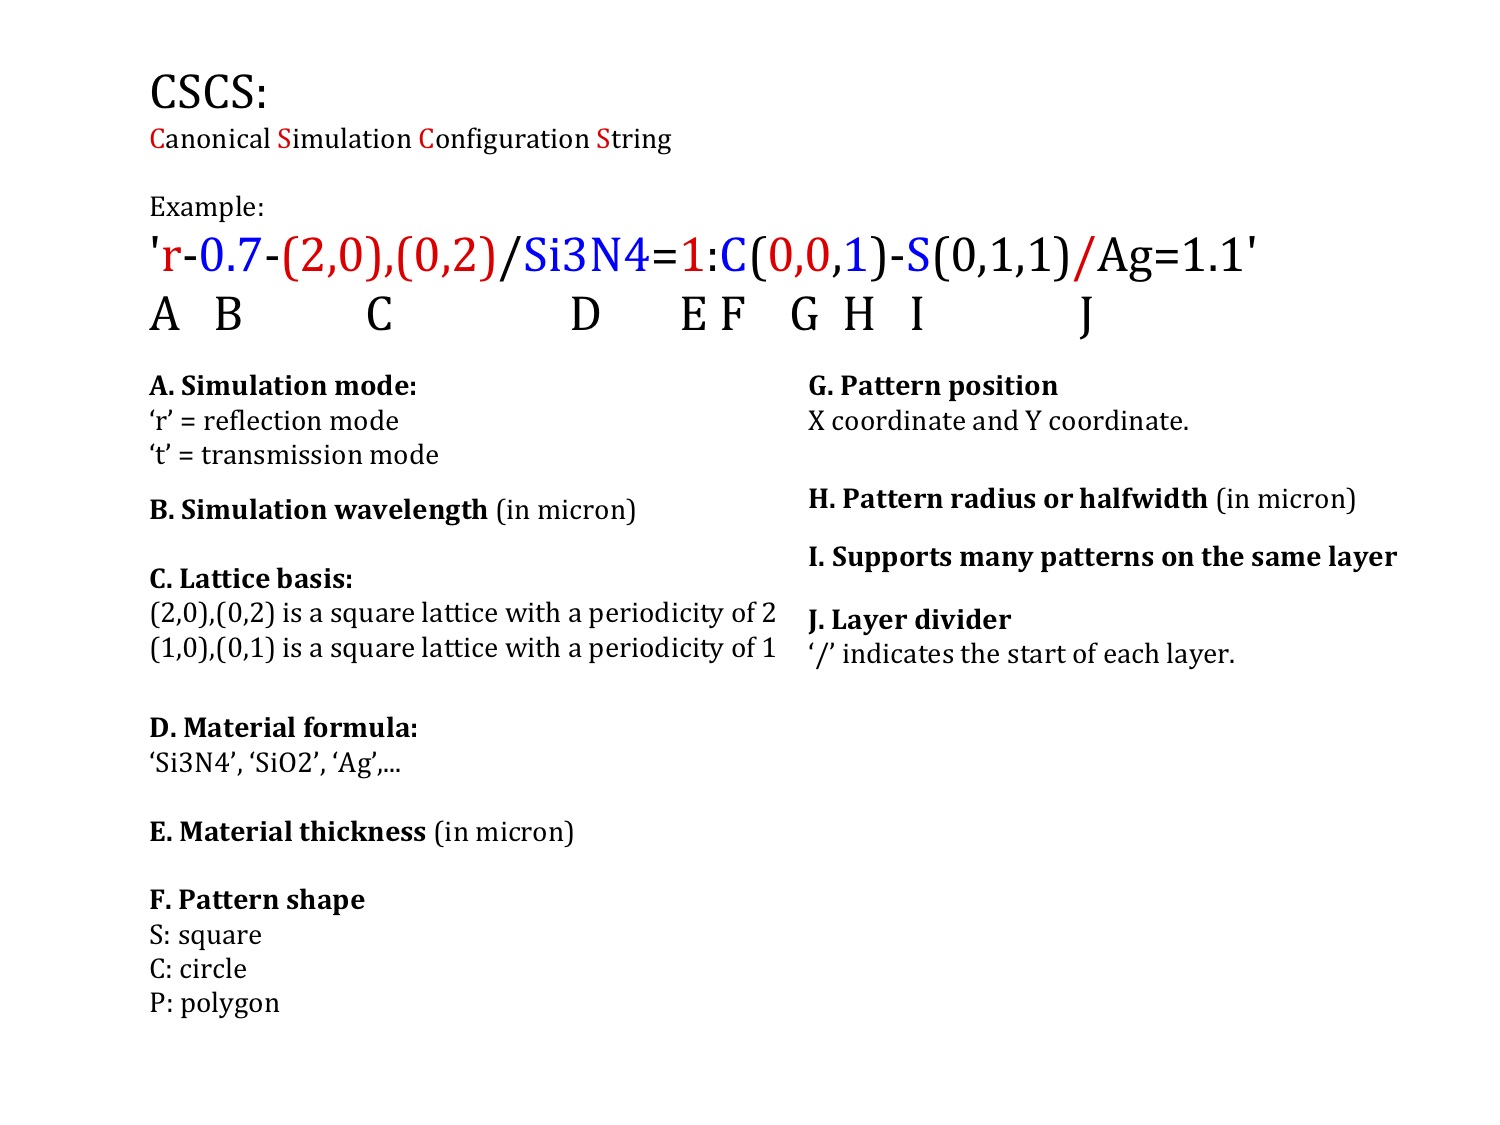 CSCS:
Canonical Simulation Configuration String
Example:
'r-0.7-(2,0),(0,2)/Si3N4=1:C(0,0,1)-S(0,1,1)/Ag=1.1'
A B C D E F G H I J
A. Simulation mode:
‘r’ = reflection mode
‘t’ = transmission mode
B. Simulation wavelength (in micron)
C. Lattice basis:
(2,0),(0,2) is a square lattice with a periodicity of 2
(1,0),(0,1) is a square lattice with a periodicity of 1
D. Material formula:
‘Si3N4’, ‘SiO2’, ‘Ag’,...
E. Material thickness (in micron)
F. Pattern shape
S: square
C: circle
P: polygon
G. Pattern position
X coordinate and Y coordinate.
H. Pattern radius or halfwidth (in micron)
I. Supports many patterns on the same layer
J. Layer divider
‘/’ indicates the start of each layer.